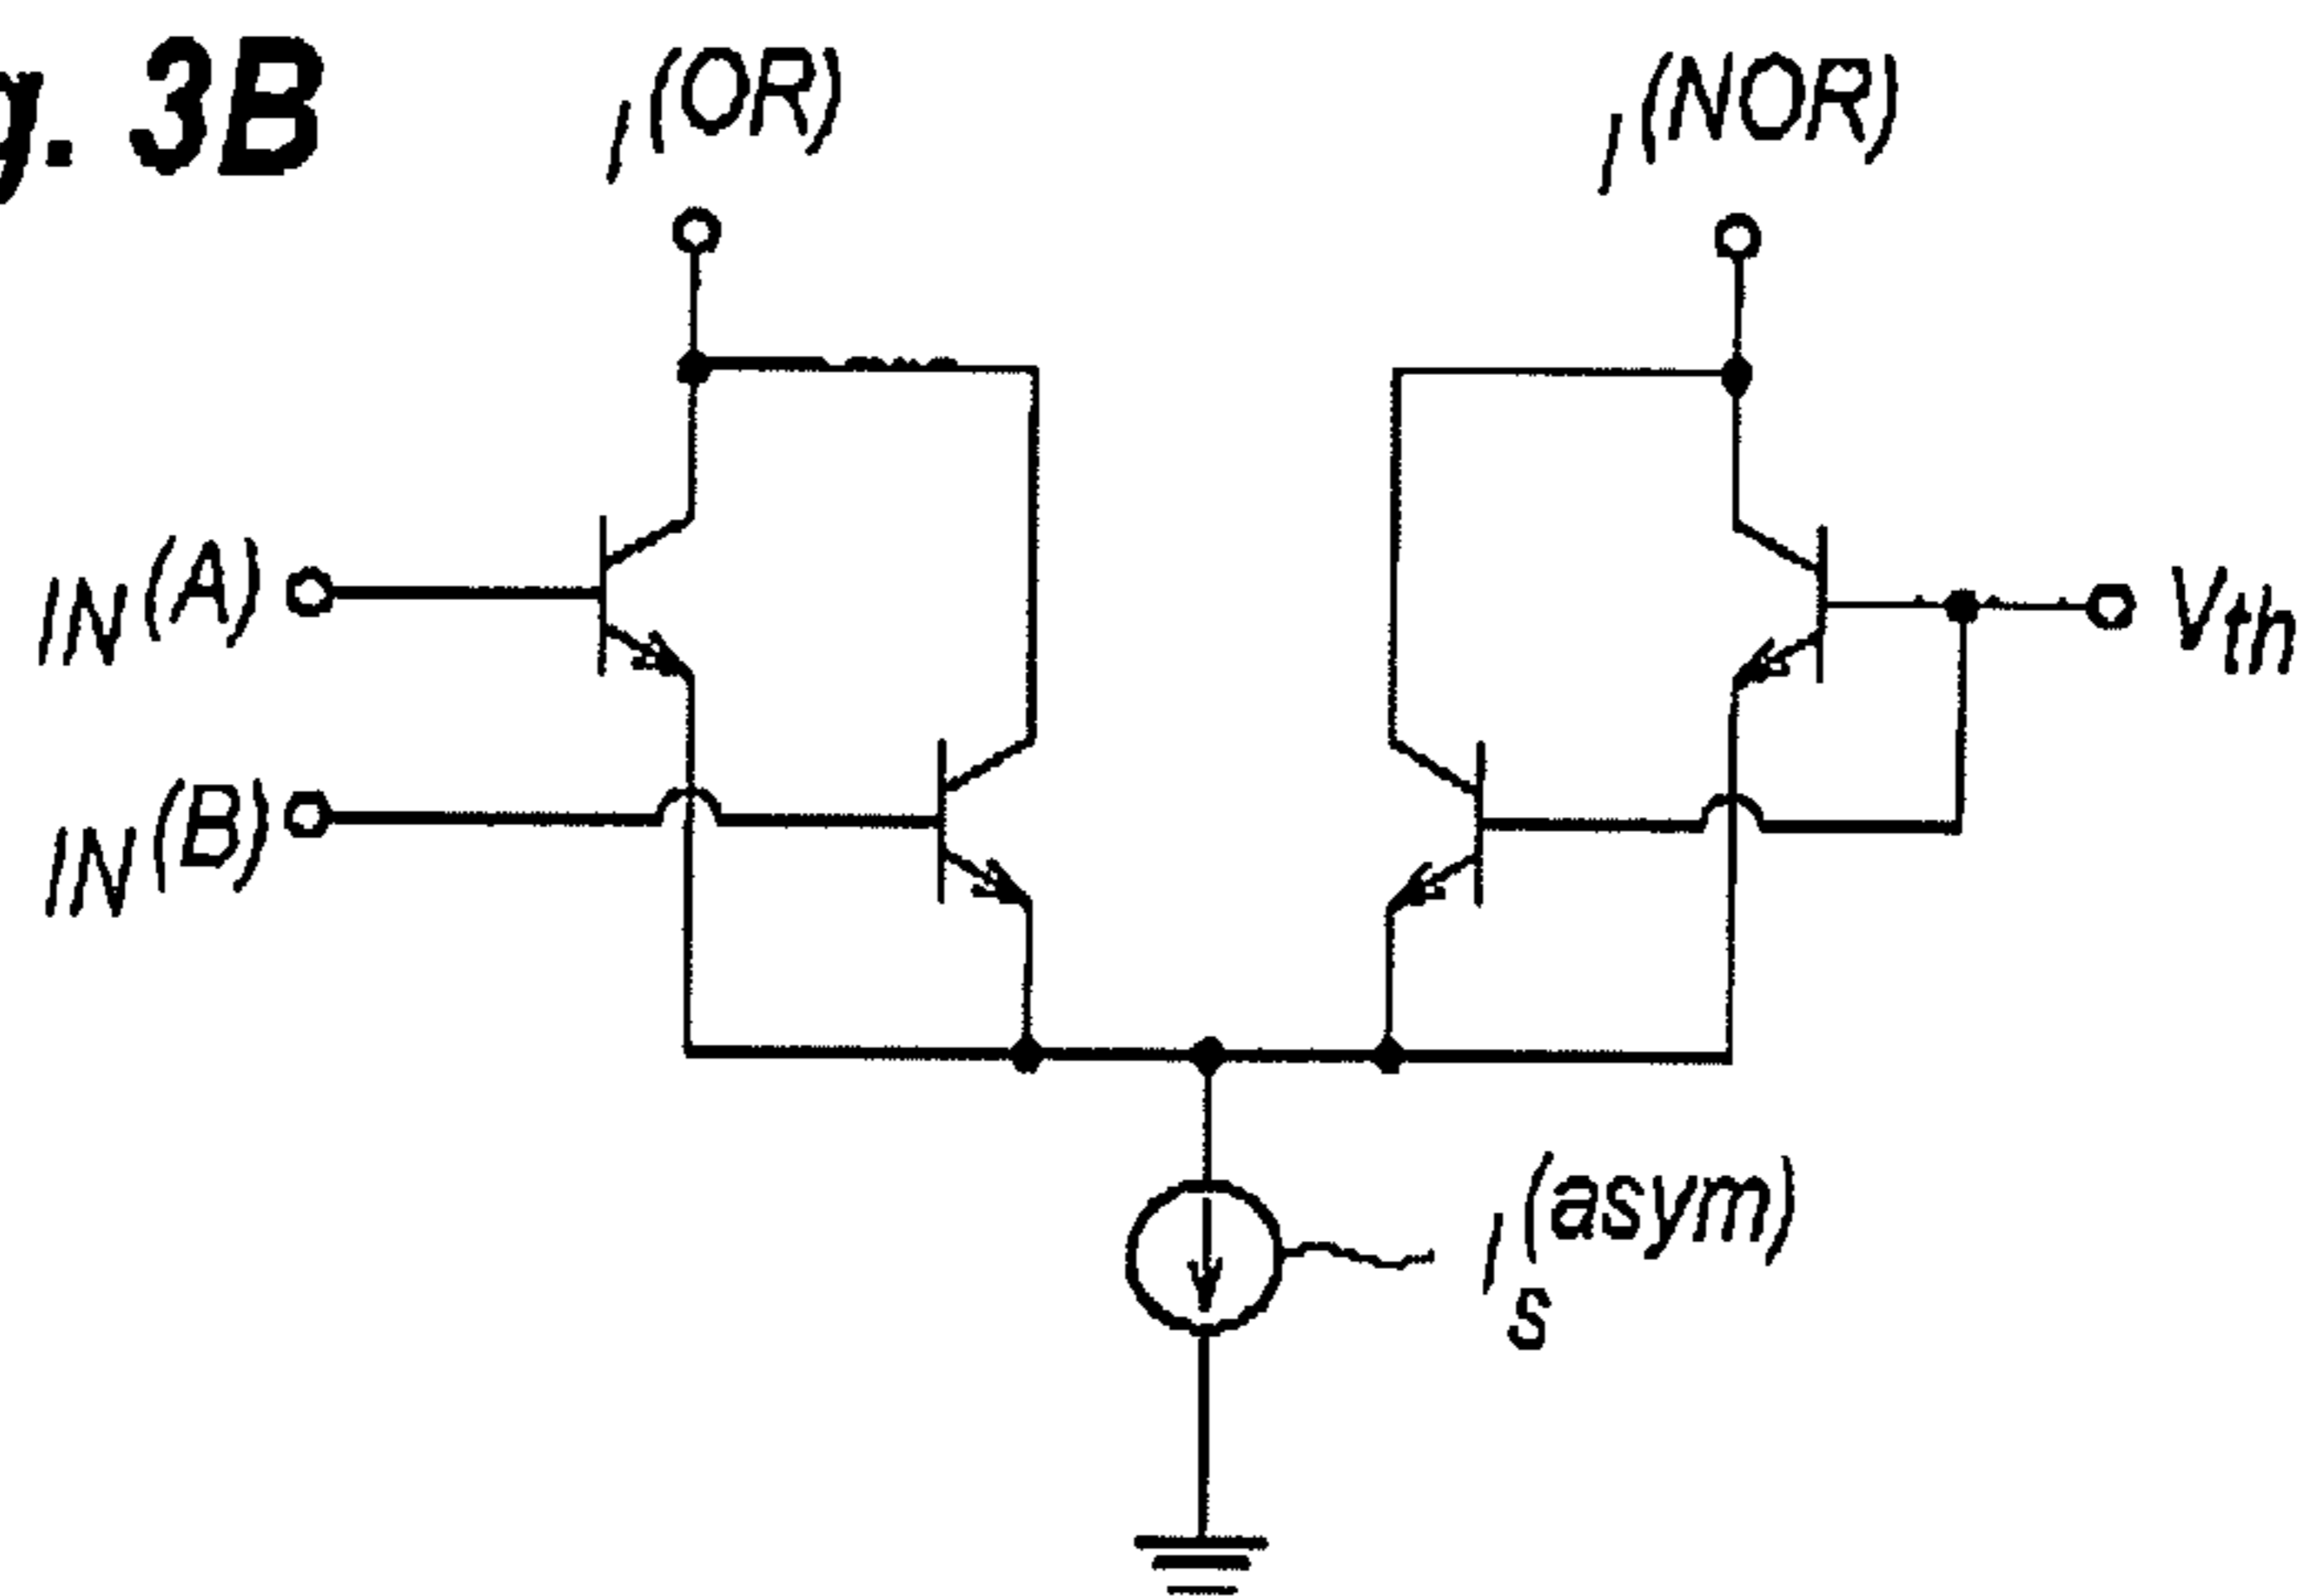 g. 3B
I(OR)
I(NOR)
IN(A)
Vth
IN(B)
Is(asym)